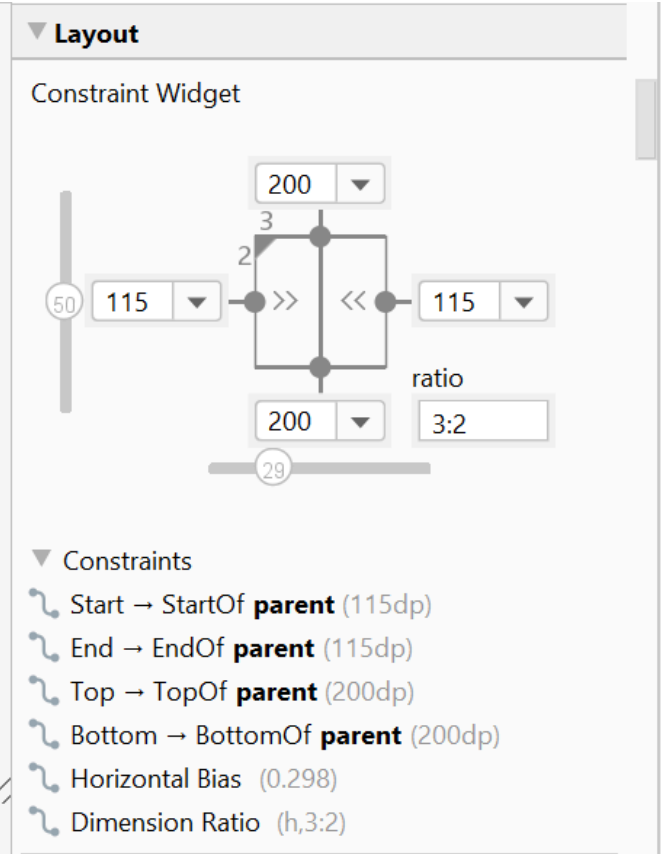 Layout
Constraint Widget
200
3
2
50
115
115
ratio
200
3:2
29
Constraints
Start → StartOf parent (115dp)
End → EndOf parent (115dp)
Top → TopOf parent (200dp)
Bottom → BottomOf parent (200dp)
Horizontal Bias (0.298)
Dimension Ratio (h,3:2)